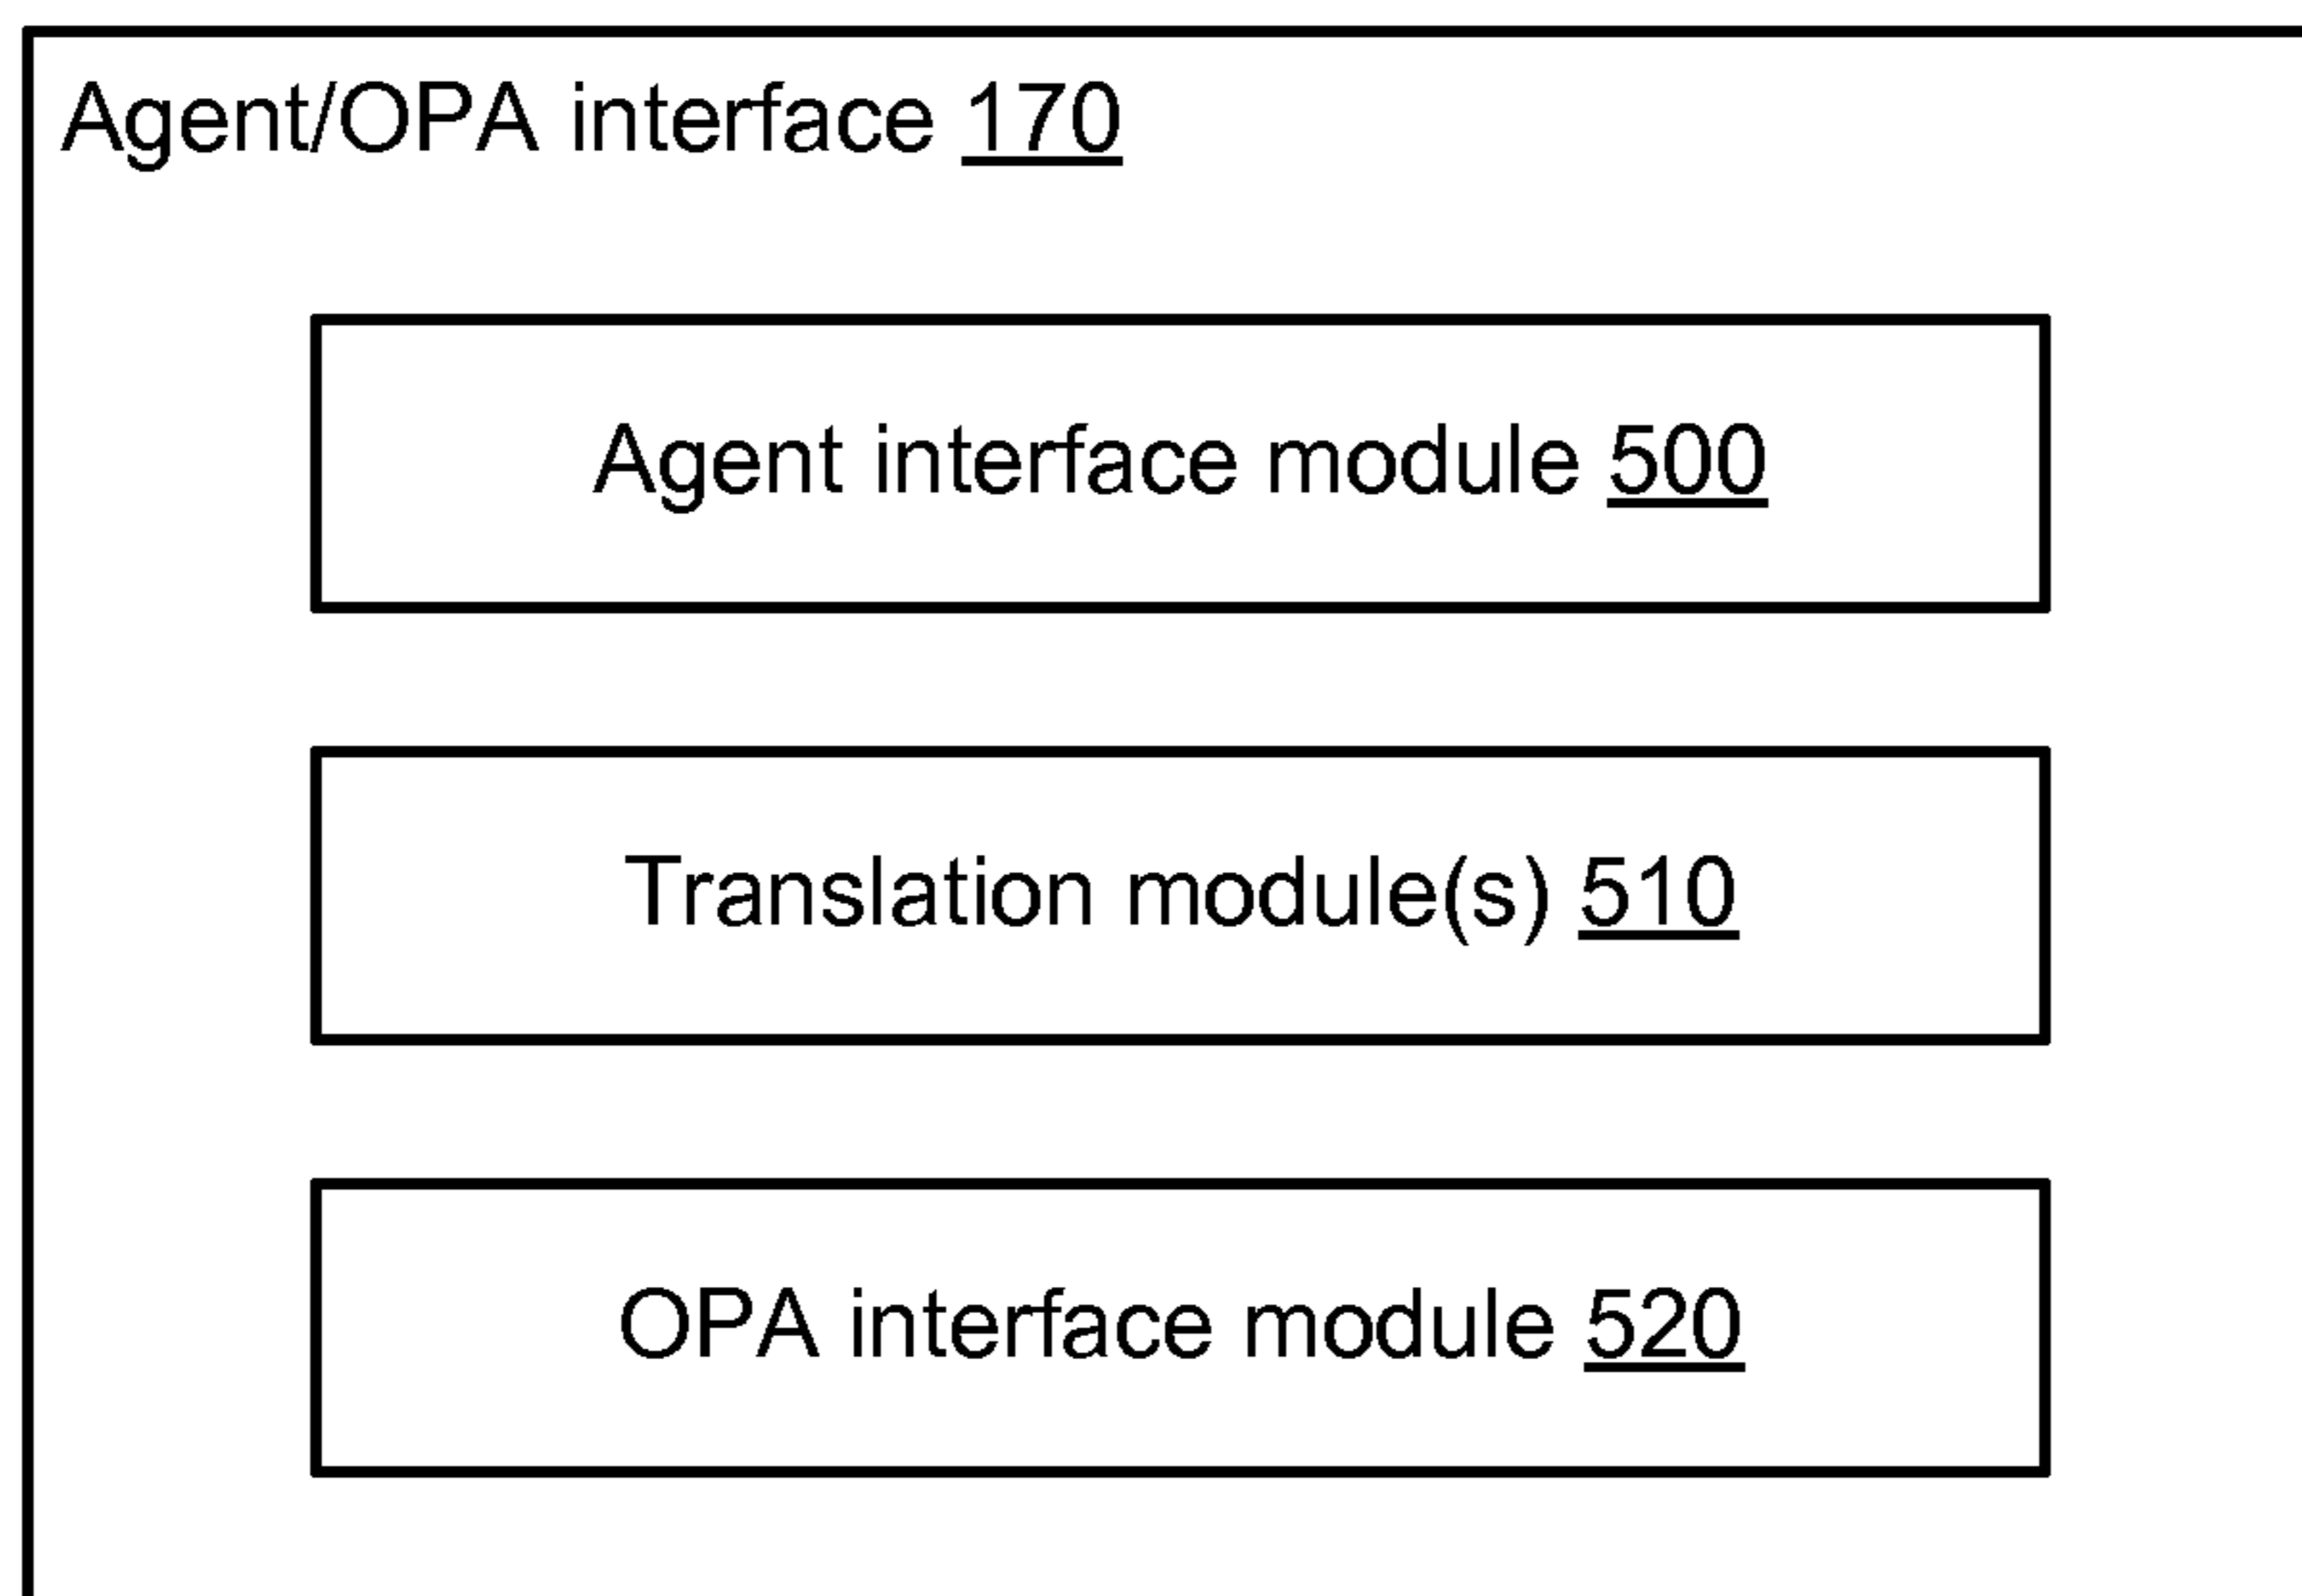 Agent/OPA interface 170
Agent interface module 500
Translation module(s) 510
OPA interface module 520